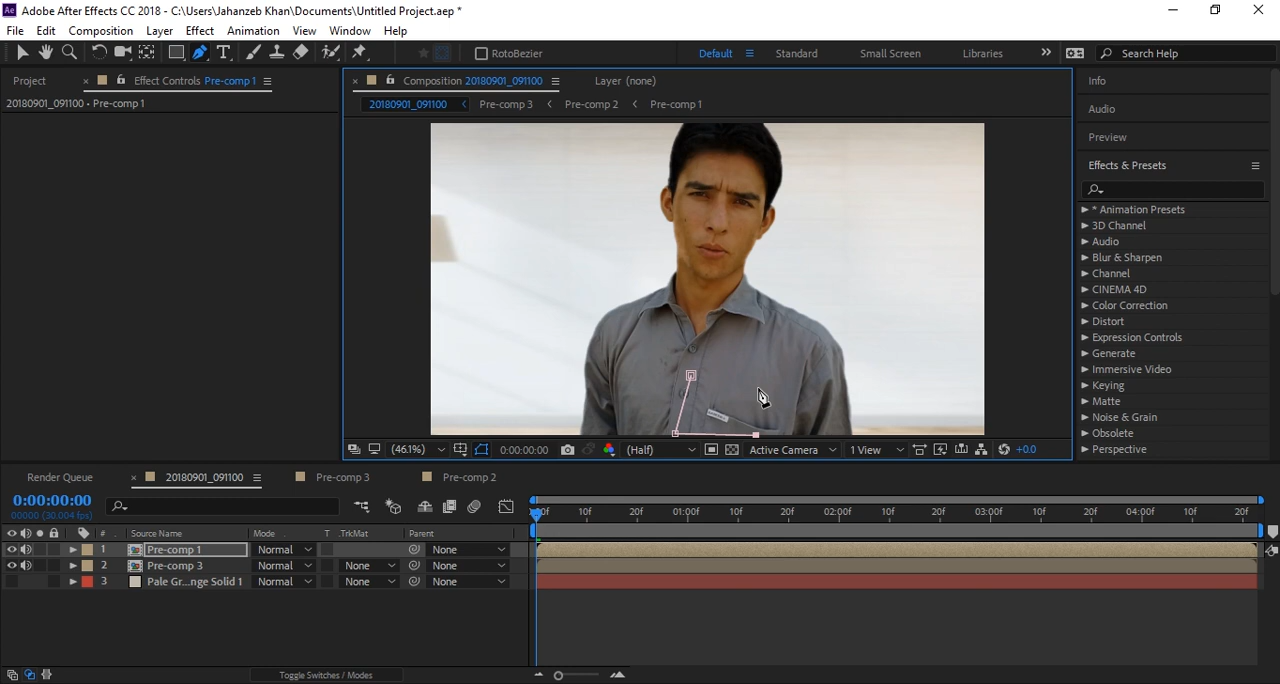 Adobe After Effects CC 2018 - C:\Users\Jahanzeb Khan\Documents\Untitled Project.aep *
File Edit Composition Layer Effect Animation View Window Help
RotoBezier Default Standard Small Screen Libraries Search Help
Project Effect Controls Pre-comp 1
20180901_091100 • Pre-comp 1
Composition 20180901_091100 Layer (none)
20180901_091100 Pre-comp 3 Pre-comp 2 Pre-comp 1
Info
Audio
Preview
Effects & Presets
* Animation Presets
3D Channel
Audio
Blur & Sharpen
Channel
CINEMA 4D
Color Correction
Distort
Expression Controls
Generate
Immersive Video
Keying
Matte
Noise & Grain
Obsolete
Perspective
(46.1%) 0:00:00:00 (Half) Active Camera 1 View +0.0
Render Queue 20180901_091100 Pre-comp 3 Pre-comp 2
0:00:00:00
00000 (30.004 fps)
:00f 10f 20f 01:00f 10f 20f 02:00f 10f 20f 03:00f 10f 20f 04:00f 10f 20f
# Source Name Mode T .TrkMat Parent
1 Pre-comp 1 Normal None
2 Pre-comp 3 Normal None None
3 Pale Gr...nge Solid 1 Normal None None
Toggle Switches / Modes